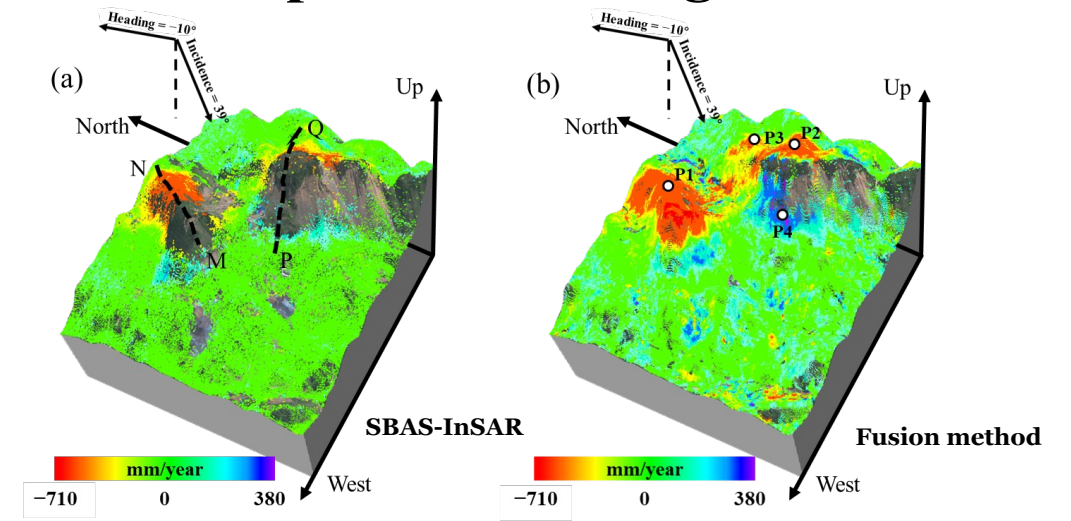 Heading = −10°
Incidence = 39°
(a)
Up
North
Q
N
M
P
SBAS-InSAR
mm/year
−710 0 380
West
Heading = −10°
Incidence = 39°
(b)
Up
North
P3
P2
P1
P4
Fusion method
mm/year
−710 0 380
West